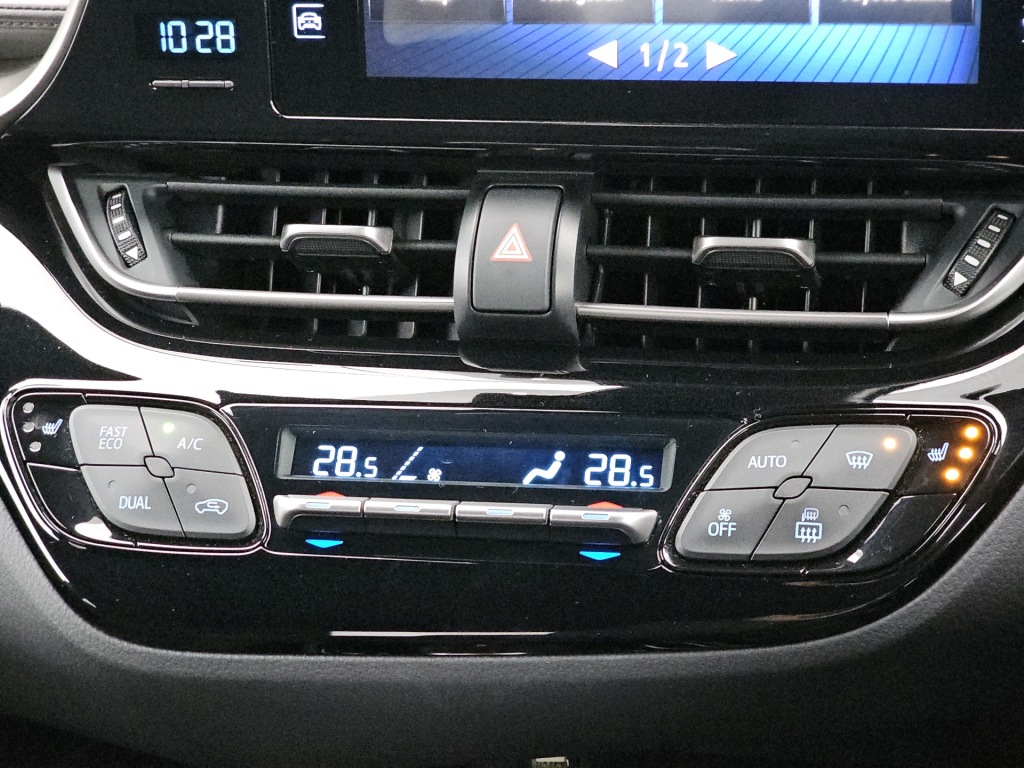 10:28
1/2
28.5
28.5
FAST
ECO
A/C
DUAL
AUTO
OFF